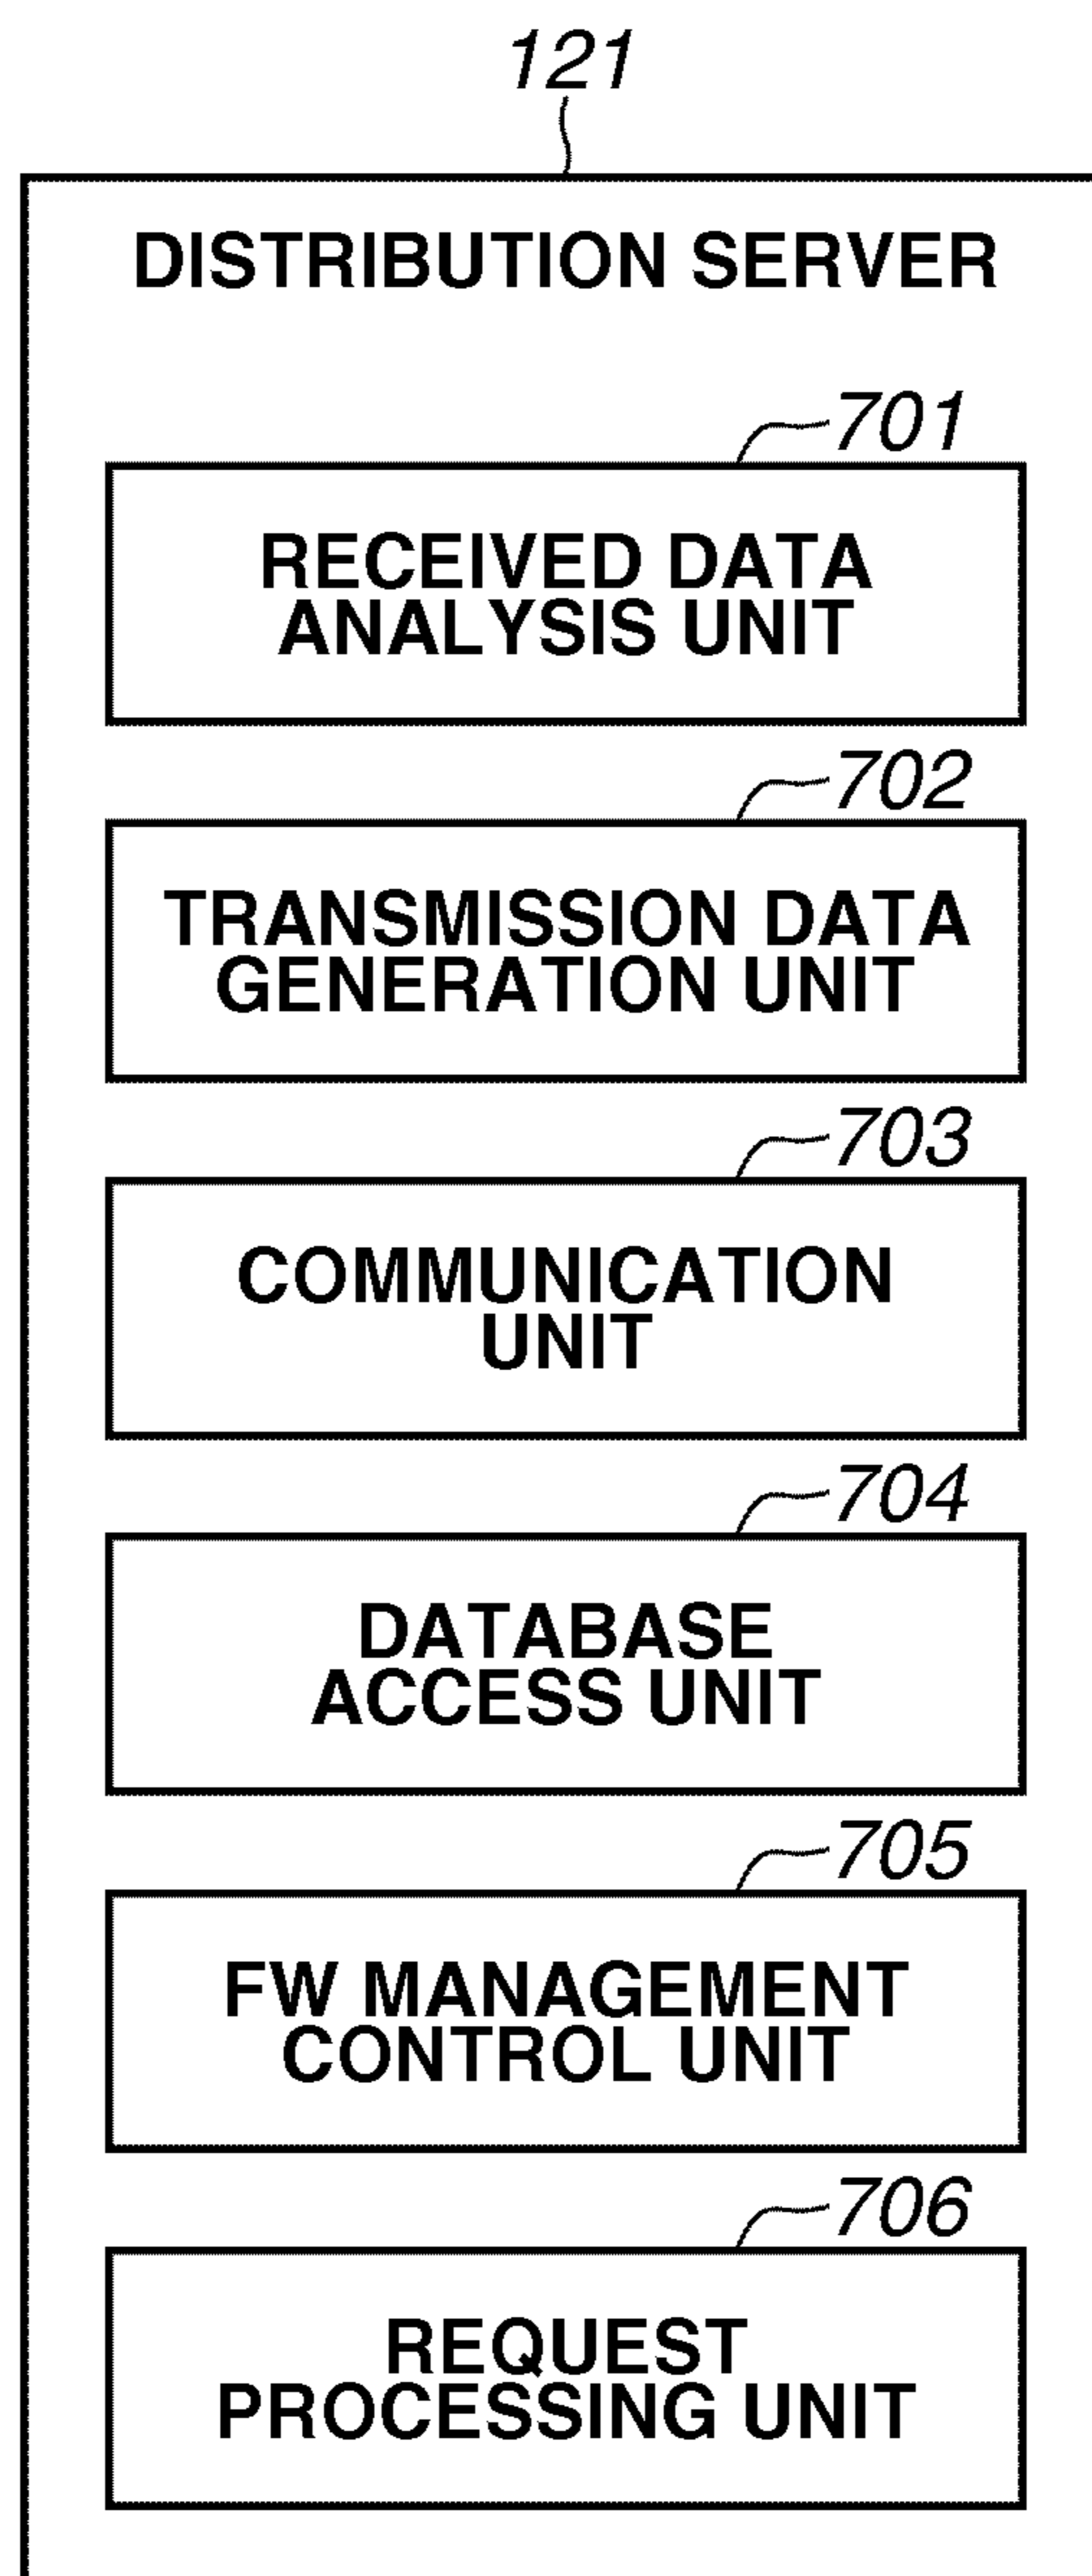 121
DISTRIBUTION SERVER
701
RECEIVED DATA
ANALYSIS UNIT
702
TRANSMISSION DATA
GENERATION UNIT
703
COMMUNICATION
UNIT
704
DATABASE
ACCESS UNIT
705
FW MANAGEMENT
CONTROL UNIT
706
REQUEST
PROCESSING UNIT